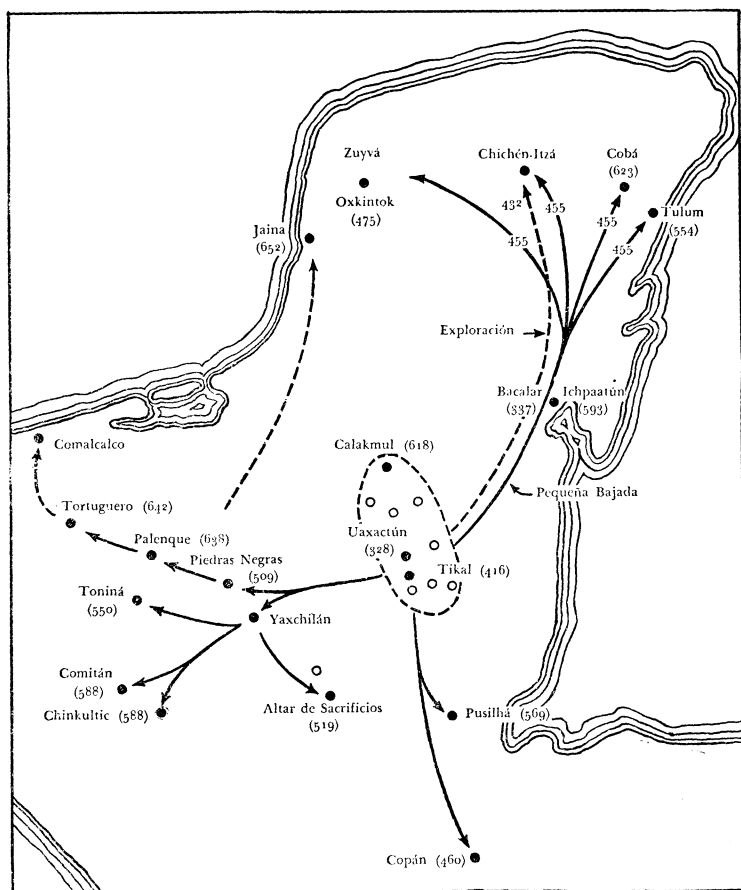 Zuyvá
Oxkintok
(475)
Chichén-Itzá
Cobá
(623)
Tulum
(554)
Jaina
(652)
432
455
455
455
455
Exploración
Bacalar
(337)
Ichpaatún
(593)
Calakmul (618)
Comalcalco
Pequeña Bajada
Tortuguero (642)
Uaxactún
(328)
Palenque (638)
Piedras Negras
(509)
Tikal (416)
Toniná
(550)
Yaxchilán
Comitán
(588)
Chinkultic (588)
Altar de Sacrificios
(519)
Pusilhá (569)
Copán (460)